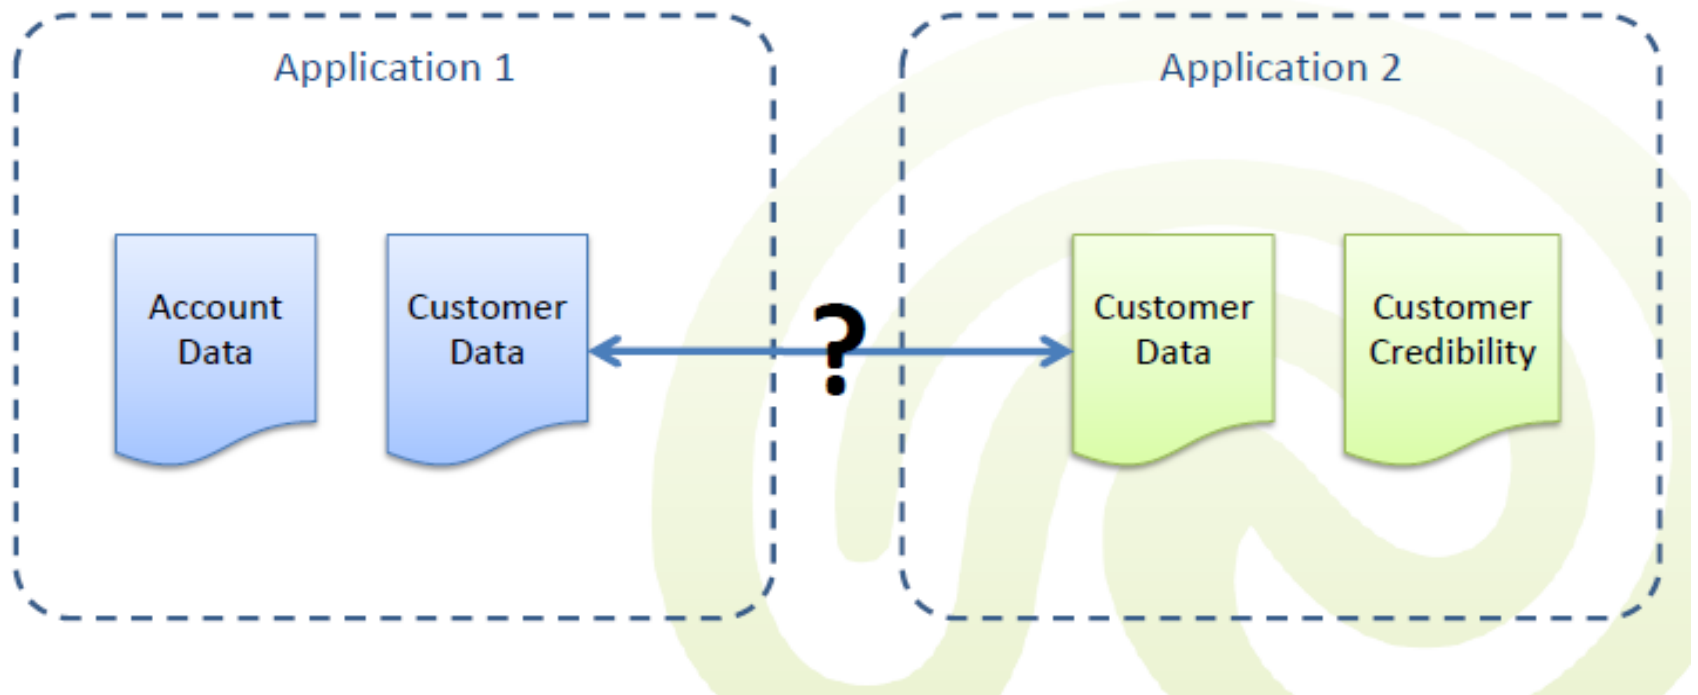 Application 1
Application 2
Account
Data
Customer
Data
?
Customer
Data
Customer
Credibility